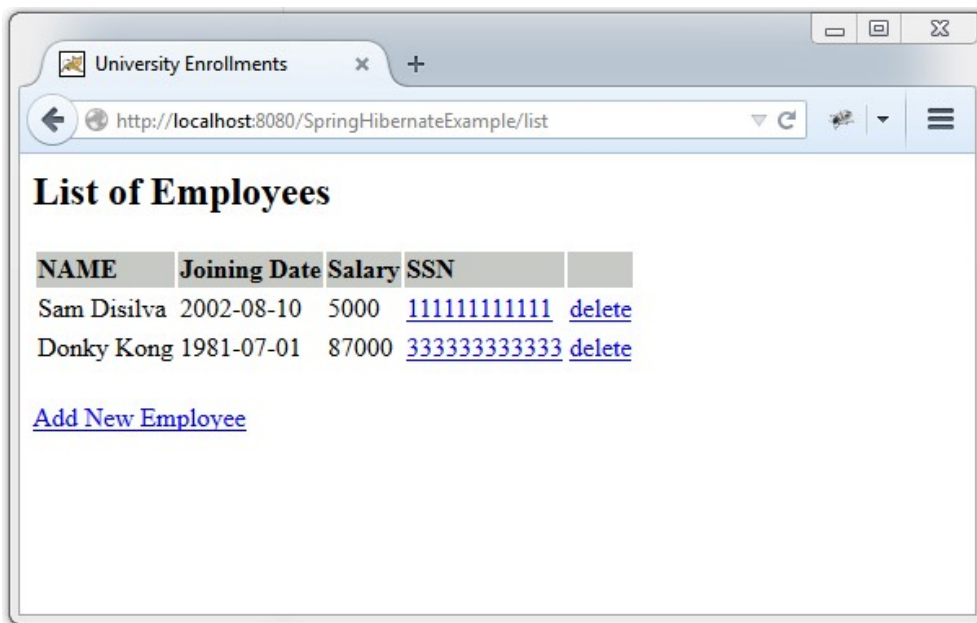 University Enrollments
http://localhost:8080/SpringHibernateExample/list
List of Employees
NAME Joining Date Salary SSN
Sam Disilva 2002-08-10 5000 111111111111 delete
Donky Kong 1981-07-01 87000 333333333333 delete
Add New Employee